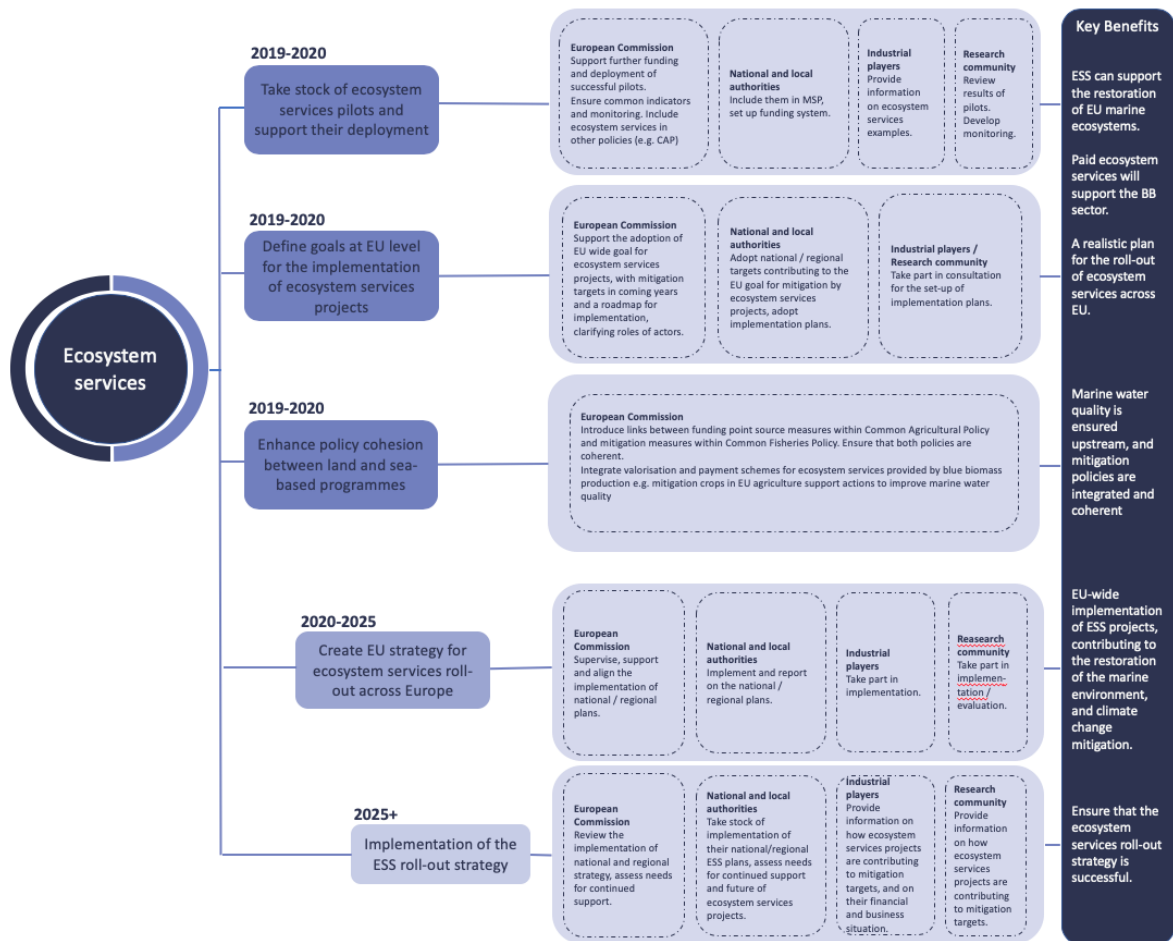 Ecosystem
services
2019-2020
Take stock of ecosystem
services pilots and
support their deployment
European Commission
Support further funding
and deployment of
successful pilots.
Ensure common indicators
and monitoring. Include
ecosystem services in
other policies (e.g. CAP)
National and local
authorities
Include them in MSP,
set up funding system.
Industrial
players
Provide
information
on ecosystem
services
examples.
Research
community
Review
results of
pilots.
Develop
monitoring.
2019-2020
Define goals at EU level
for the implementation
of ecosystem services
projects
European Commission
Support the adoption of
EU wide goal for
ecosystem services
projects, with mitigation
targets in coming years
and a roadmap for
implementation,
clarifying roles of actors.
National and local
authorities
Adopt national / regional
targets contributing to the
EU goal for mitigation by
ecosystem services
projects, adopt
implementation plans.
Industrial players /
Research community
Take part in consultation
for the set-up of
implementation plans.
2019-2020
Enhance policy cohesion
between land and sea-
based programmes
European Commission
Introduce links between funding point source measures within Common Agricultural Policy
and mitigation measures within Common Fisheries Policy. Ensure that both policies are
coherent.
Integrate valorisation and payment schemes for ecosystem services provided by blue biomass
production e.g. mitigation crops in EU agriculture support actions to improve marine water
quality
2020-2025
Create EU strategy for
ecosystem services roll-
out across Europe
European
Commission
Supervise, support
and align the
implementation of
national / regional
plans.
National and local
authorities
Implement and report
on the national /
regional plans.
Industrial
players
Take part in
implementation.
Reasearch
community
Take part in
implemen-
tation /
evaluation.
2025+
Implementation of the
ESS roll-out strategy
European
Commission
Review the
implementation of
national and regional
strategy, assess needs
for continued
support.
National and local
authorities
Take stock of
implementation of
their national/regional
ESS plans, assess needs
for continued support
and future of
ecosystem services
projects.
Industrial
players
Provide
information on
how ecosystem
services projects
are contributing
to mitigation
targets, and on
their financial
and business
situation.
Research
community
Provide
information
on how
ecosystem
services
projects are
contributing
to mitigation
targets.
Key Benefits
ESS can support
the restoration
of EU marine
ecosystems.
Paid ecosystem
services will
support the BB
sector.
A realistic plan
for the roll-out
of ecosystem
services across
EU.
Marine water
quality is
ensured
upstream, and
mitigation
policies are
integrated and
coherent
EU-wide
implementation
of ESS projects,
contributing to
the restoration
of the marine
environment,
and climate
change
mitigation.
Ensure that the
ecosystem
services roll-out
strategy is
successful.